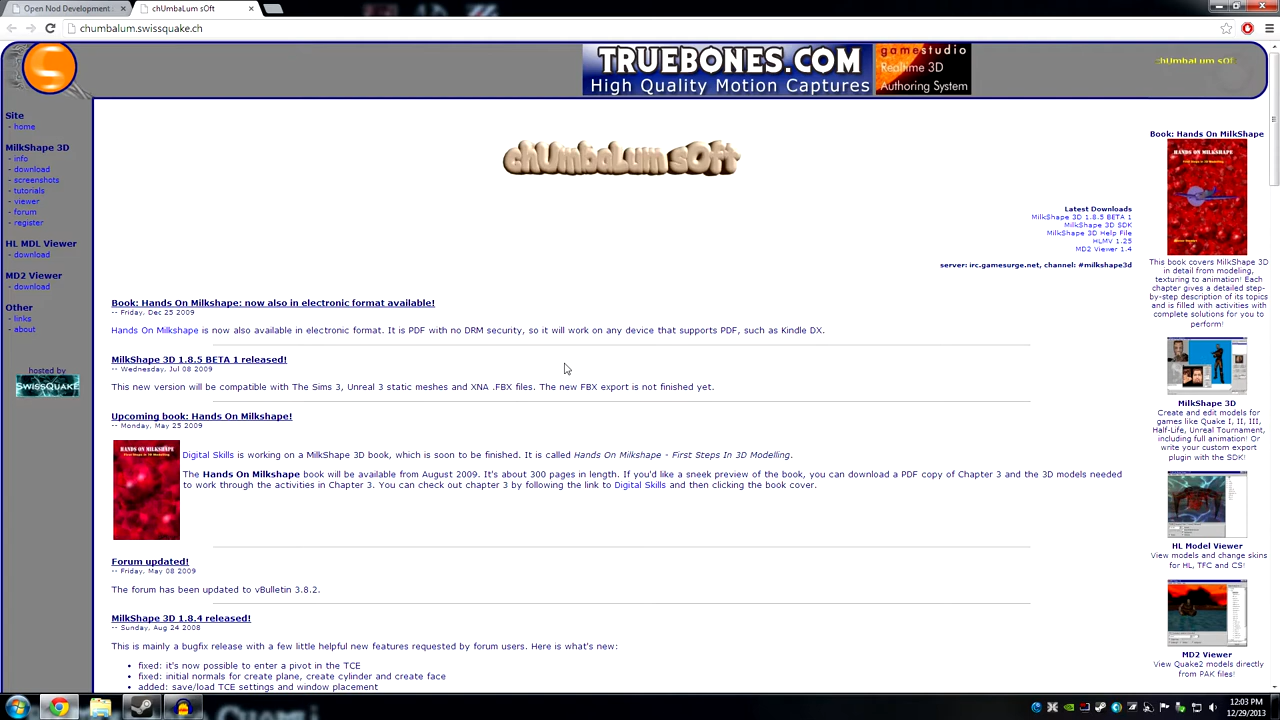 Open Nod Development
chUmbaLum sOft
chumbalum.swissquake.ch
TRUEBONES.COM
High Quality Motion Captures
gamestudio
Realtime 3D
Authoring System
chUmbaLum sOf
Site
- home
MilkShape 3D
- info
- download
- screenshots
- tutorials
- viewer
- forum
- register
HL MDL Viewer
- download
MD2 Viewer
- download
Other
- links
- about
hosted by
SWISSQUAKE
chUmbaLum sOft
Latest Downloads
MilkShape 3D 1.8.5 BETA 1
MilkShape 3D SDK
MilkShape 3D Help File
HLMV 1.25
MD2 Viewer 1.4
server: irc.gamesurge.net, channel: #milkshape3d
Book: Hands On Milkshape: now also in electronic format available!
-- Friday, Dec 25 2009
Hands On Milkshape is now also available in electronic format. It is PDF with no DRM security, so it will work on any device that supports PDF, such as Kindle DX.
MilkShape 3D 1.8.5 BETA 1 released!
-- Wednesday, Jul 08 2009
This new version will be compatible with The Sims 3, Unreal 3 static meshes and XNA .FBX files. The new FBX export is not finished yet.
Upcoming book: Hands On Milkshape!
-- Monday, May 25 2009
HANDS ON MILKSHAPE
Digital Skills is working on a MilkShape 3D book, which is soon to be finished. It's called Hands On Milkshape - First Steps In 3D Modelling.
The Hands On Milkshape book will be available from August 2009. It's about 390 pages in length. If you'd like a sneek preview of the book, you can download a PDF copy of Chapter 3 and the 3D models needed
to work through the activities in Chapter 3. You can check out chapter 3 by following the link to Digital Skills and then clicking the book cover.
Forum updated!
-- Friday, May 08 2009
The forum has been updated to vBulletin 3.8.2.
MilkShape 3D 1.8.4 released!
-- Sunday, Aug 24 2008
This is mainly a bugfix release with a few little helpful new features requested by forum users. Here is what's new:
• fixed: it's now possible to enter a pivot in the TCE
• fixed: initial normals for create plane, create cylinder and create face
• added: save/load TCE settings and window placement
Book: Hands On MilkShape
HANDS ON MILKSHAPE
First Steps in 3D Modelling
This book covers MilkShape 3D
in detail from modeling,
texturing to animation! Each
chapter gives a detailed step-
by-step description of its topics
and is filled with activities with
complete solutions for you to
perform!
MilkShape 3D
Create and edit models for
games like Quake I, II, III,
Half-Life, Unreal Tournament,
including full animation! Or
write your custom export
plugin with the SDK!
HL Model Viewer
View models and change skins
for HL, TFC and CS!
MD2 Viewer
View Quake2 models directly
from PAK files!
12:03 PM
12/29/2013